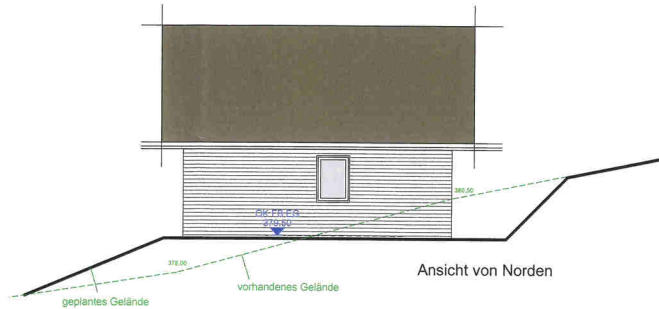 380,50
OK FB EG
379,50
378,00
Ansicht von Norden
vorhandenes Gelände
geplantes Gelände